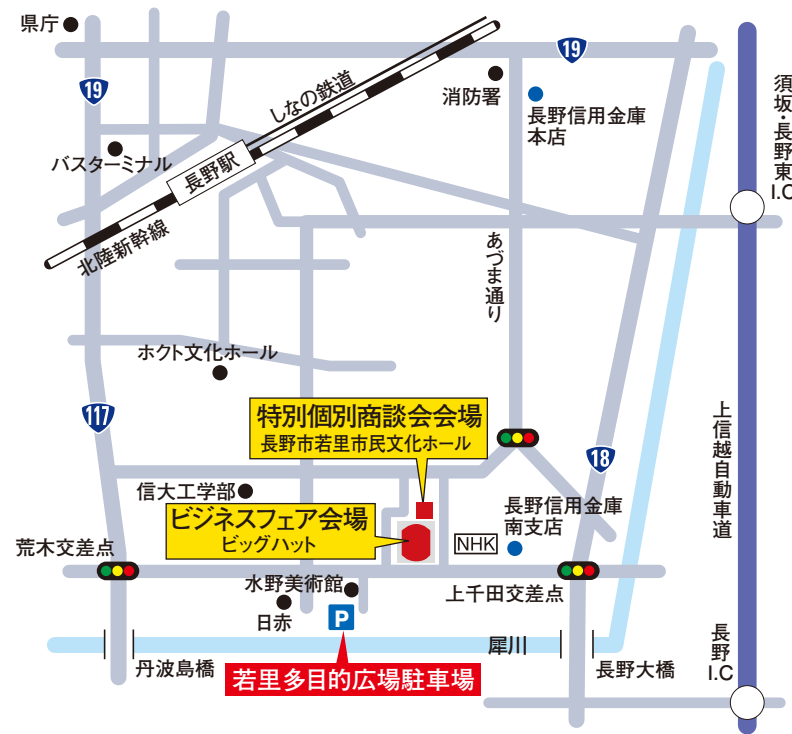 県庁
19
19
しなの鉄道
消防署
長野信用金庫
本店
須坂・長野東I.C
バスターミナル
長野駅
北陸新幹線
あづま通り
ホクト文化ホール
117
特別個別商談会会場
長野市若里市民文化ホール
18
上信越自動車道
信大工学部
ビジネスフェア会場
ビッグハット
NHK
長野信用金庫
南支店
荒木交差点
水野美術館
上千田交差点
日赤
P
丹波島橋
犀川
長野大橋
長野I.C
若里多目的広場駐車場